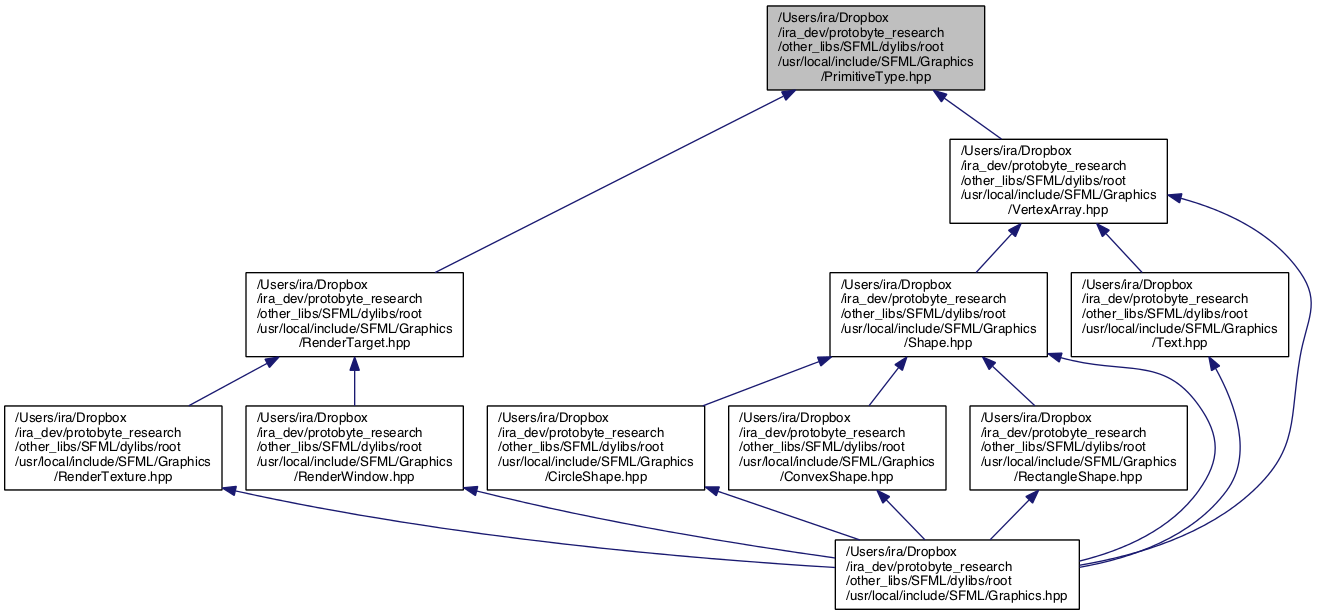 /Users/ira/Dropbox
/ira_dev/protobyte_research
/other_libs/SFML/dylibs/root
/usr/local/include/SFML/Graphics
/PrimitiveType.hpp
/Users/ira/Dropbox
/ira_dev/protobyte_research
/other_libs/SFML/dylibs/root
/usr/local/include/SFML/Graphics
/VertexArray.hpp
/Users/ira/Dropbox
/ira_dev/protobyte_research
/other_libs/SFML/dylibs/root
/usr/local/include/SFML/Graphics
/RenderTarget.hpp
/Users/ira/Dropbox
/ira_dev/protobyte_research
/other_libs/SFML/dylibs/root
/usr/local/include/SFML/Graphics
/Shape.hpp
/Users/ira/Dropbox
/ira_dev/protobyte_research
/other_libs/SFML/dylibs/root
/usr/local/include/SFML/Graphics
/Text.hpp
/Users/ira/Dropbox
/ira_dev/protobyte_research
/other_libs/SFML/dylibs/root
/usr/local/include/SFML/Graphics
/RenderTexture.hpp
/Users/ira/Dropbox
/ira_dev/protobyte_research
/other_libs/SFML/dylibs/root
/usr/local/include/SFML/Graphics
/RenderWindow.hpp
/Users/ira/Dropbox
/ira_dev/protobyte_research
/other_libs/SFML/dylibs/root
/usr/local/include/SFML/Graphics
/CircleShape.hpp
/Users/ira/Dropbox
/ira_dev/protobyte_research
/other_libs/SFML/dylibs/root
/usr/local/include/SFML/Graphics
/ConvexShape.hpp
/Users/ira/Dropbox
/ira_dev/protobyte_research
/other_libs/SFML/dylibs/root
/usr/local/include/SFML/Graphics
/RectangleShape.hpp
/Users/ira/Dropbox
/ira_dev/protobyte_research
/other_libs/SFML/dylibs/root
/usr/local/include/SFML/Graphics.hpp